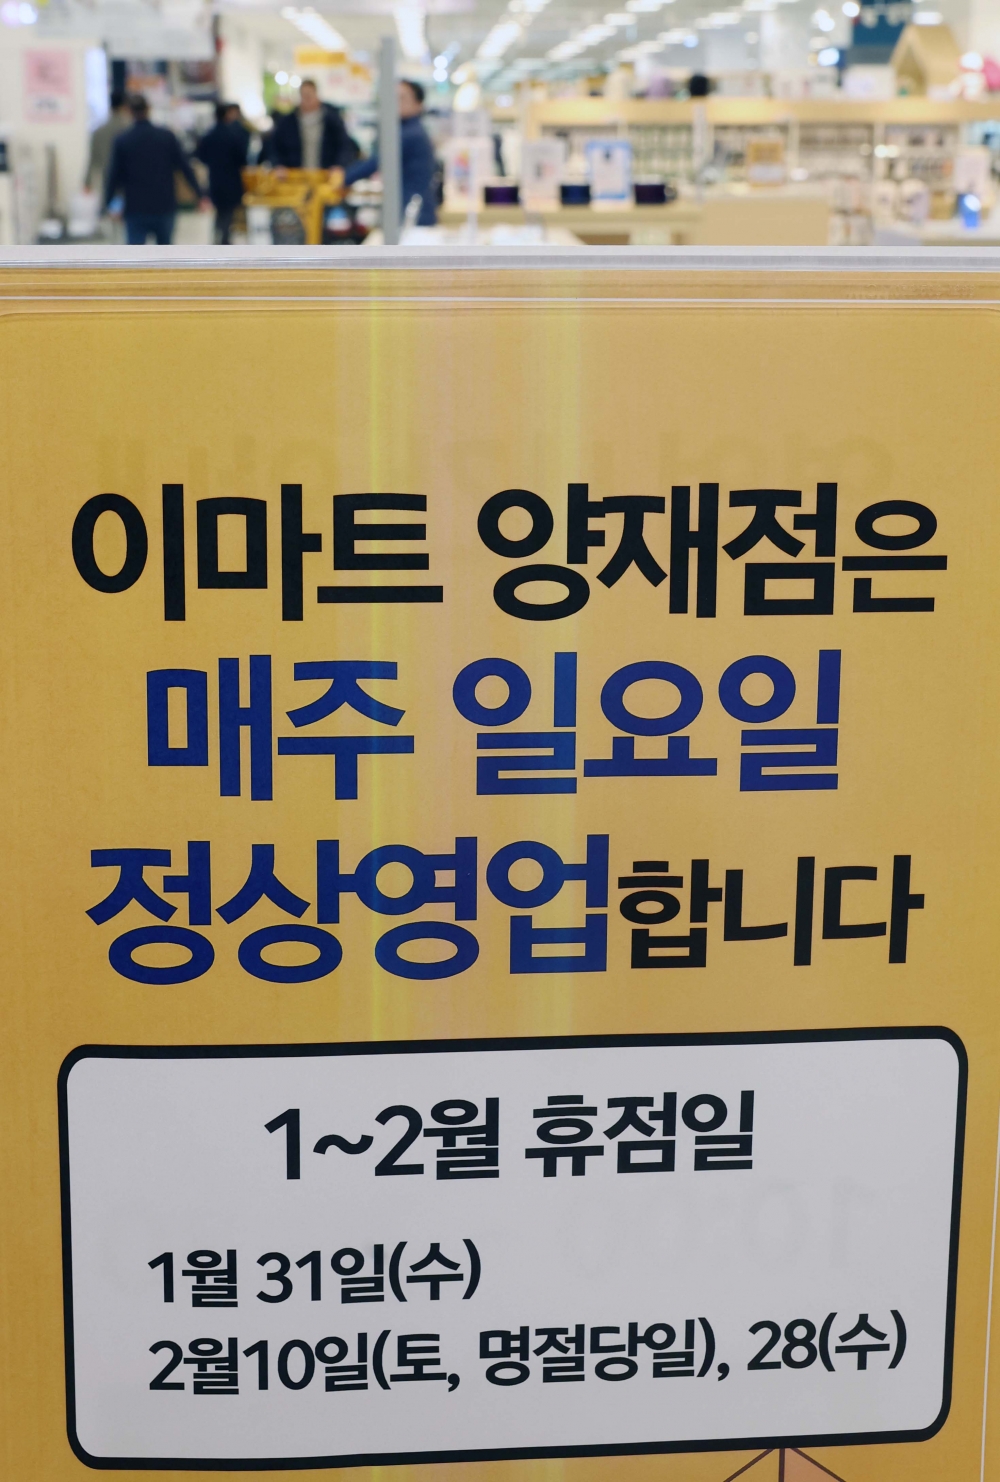 이마트 양재점은
매주 일요일
정상영업합니다
1~2월 휴점일
1월 31일(수)
2월10일(토, 명절당일), 28(수)